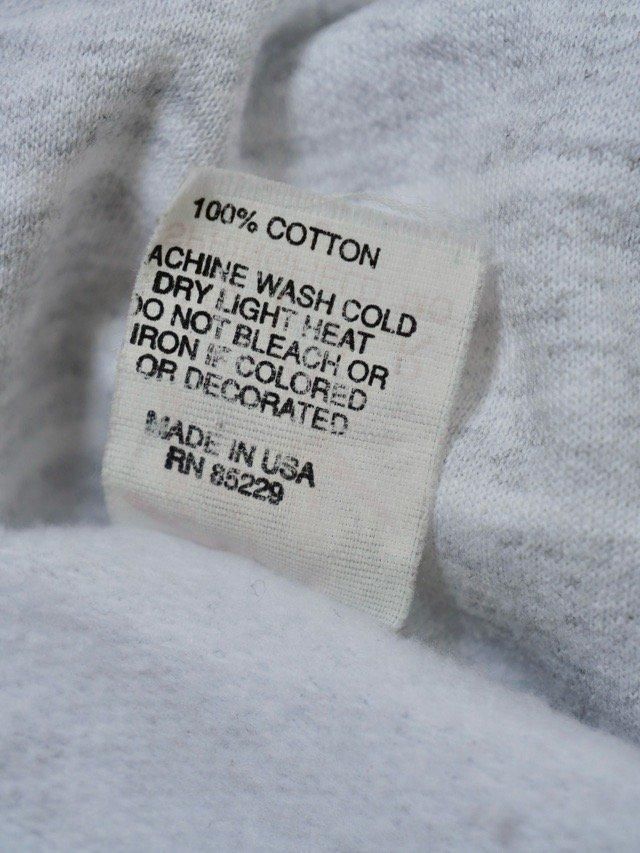 100% COTTON
ACHINE WASH COLD
DRY LIGHT HEAT
DO NOT BLEACH OR
IRON IF COLORED
OR DECORATED
MADE IN USA
RN 85229